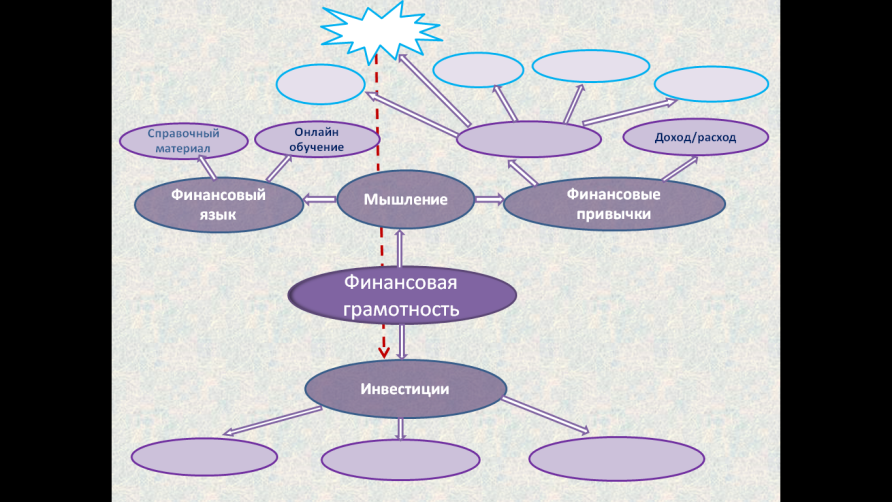 Справочный
материал
Онлайн
обучение
Доход/расход
Финансовый
язык
Мышление
Финансовые
привычки
Финансовая
грамотность
Инвестиции